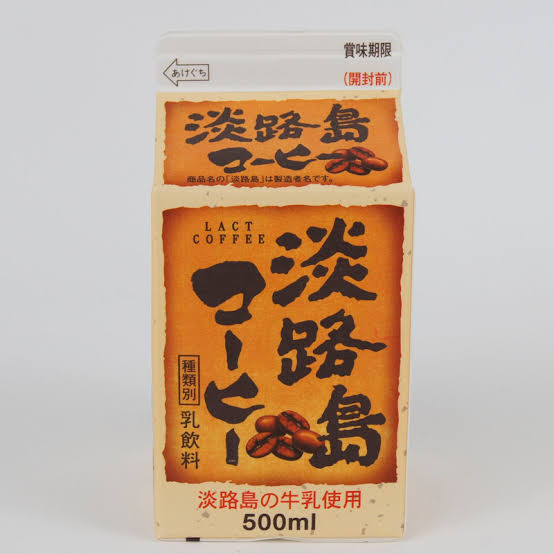 あけぐち
賞味期限
(開封前)
淡路島
コーヒー
商品名の「淡路島」は製造者名です。
LACT
COFFEE
淡路島
コーヒー
種類別
乳飲料
淡路島の牛乳使用
500ml